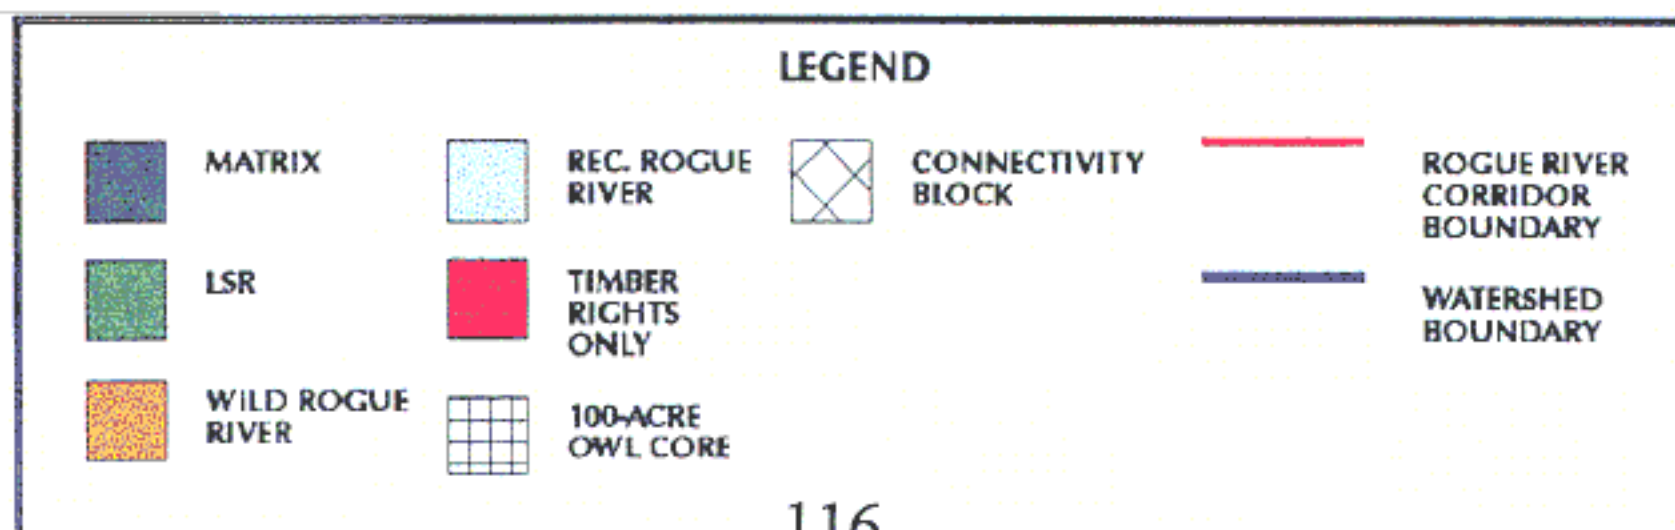 LEGEND
MATRIX
LSR
WILD ROGUE
RIVER
REC. ROGUE
RIVER
TIMBER
RIGHTS
ONLY
100-ACRE
OWL CORE
CONNECTIVITY
BLOCK
ROGUE RIVER
CORRIDOR
BOUNDARY
WATERSHED
BOUNDARY
116